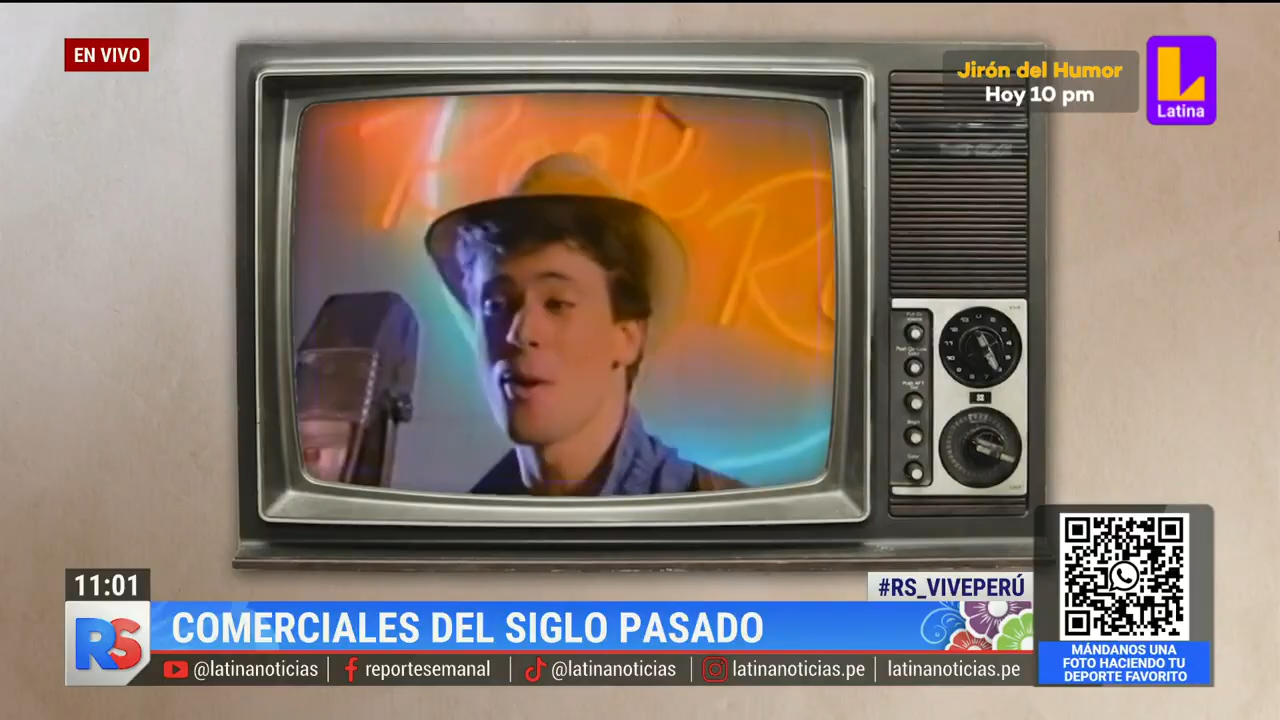 EN VIVO
Jirón del Humor
Hoy 10 pm
Latina
11:01
#RS_VIVEPERÚ
RS
COMERCIALES DEL SIGLO PASADO
@latinanoticias
reportesemanal
@latinanoticias
latinanoticias.pe
latinanoticias.pe
MÁNDANOS UNA
FOTO HACIENDO TU
DEPORTE FAVORITO